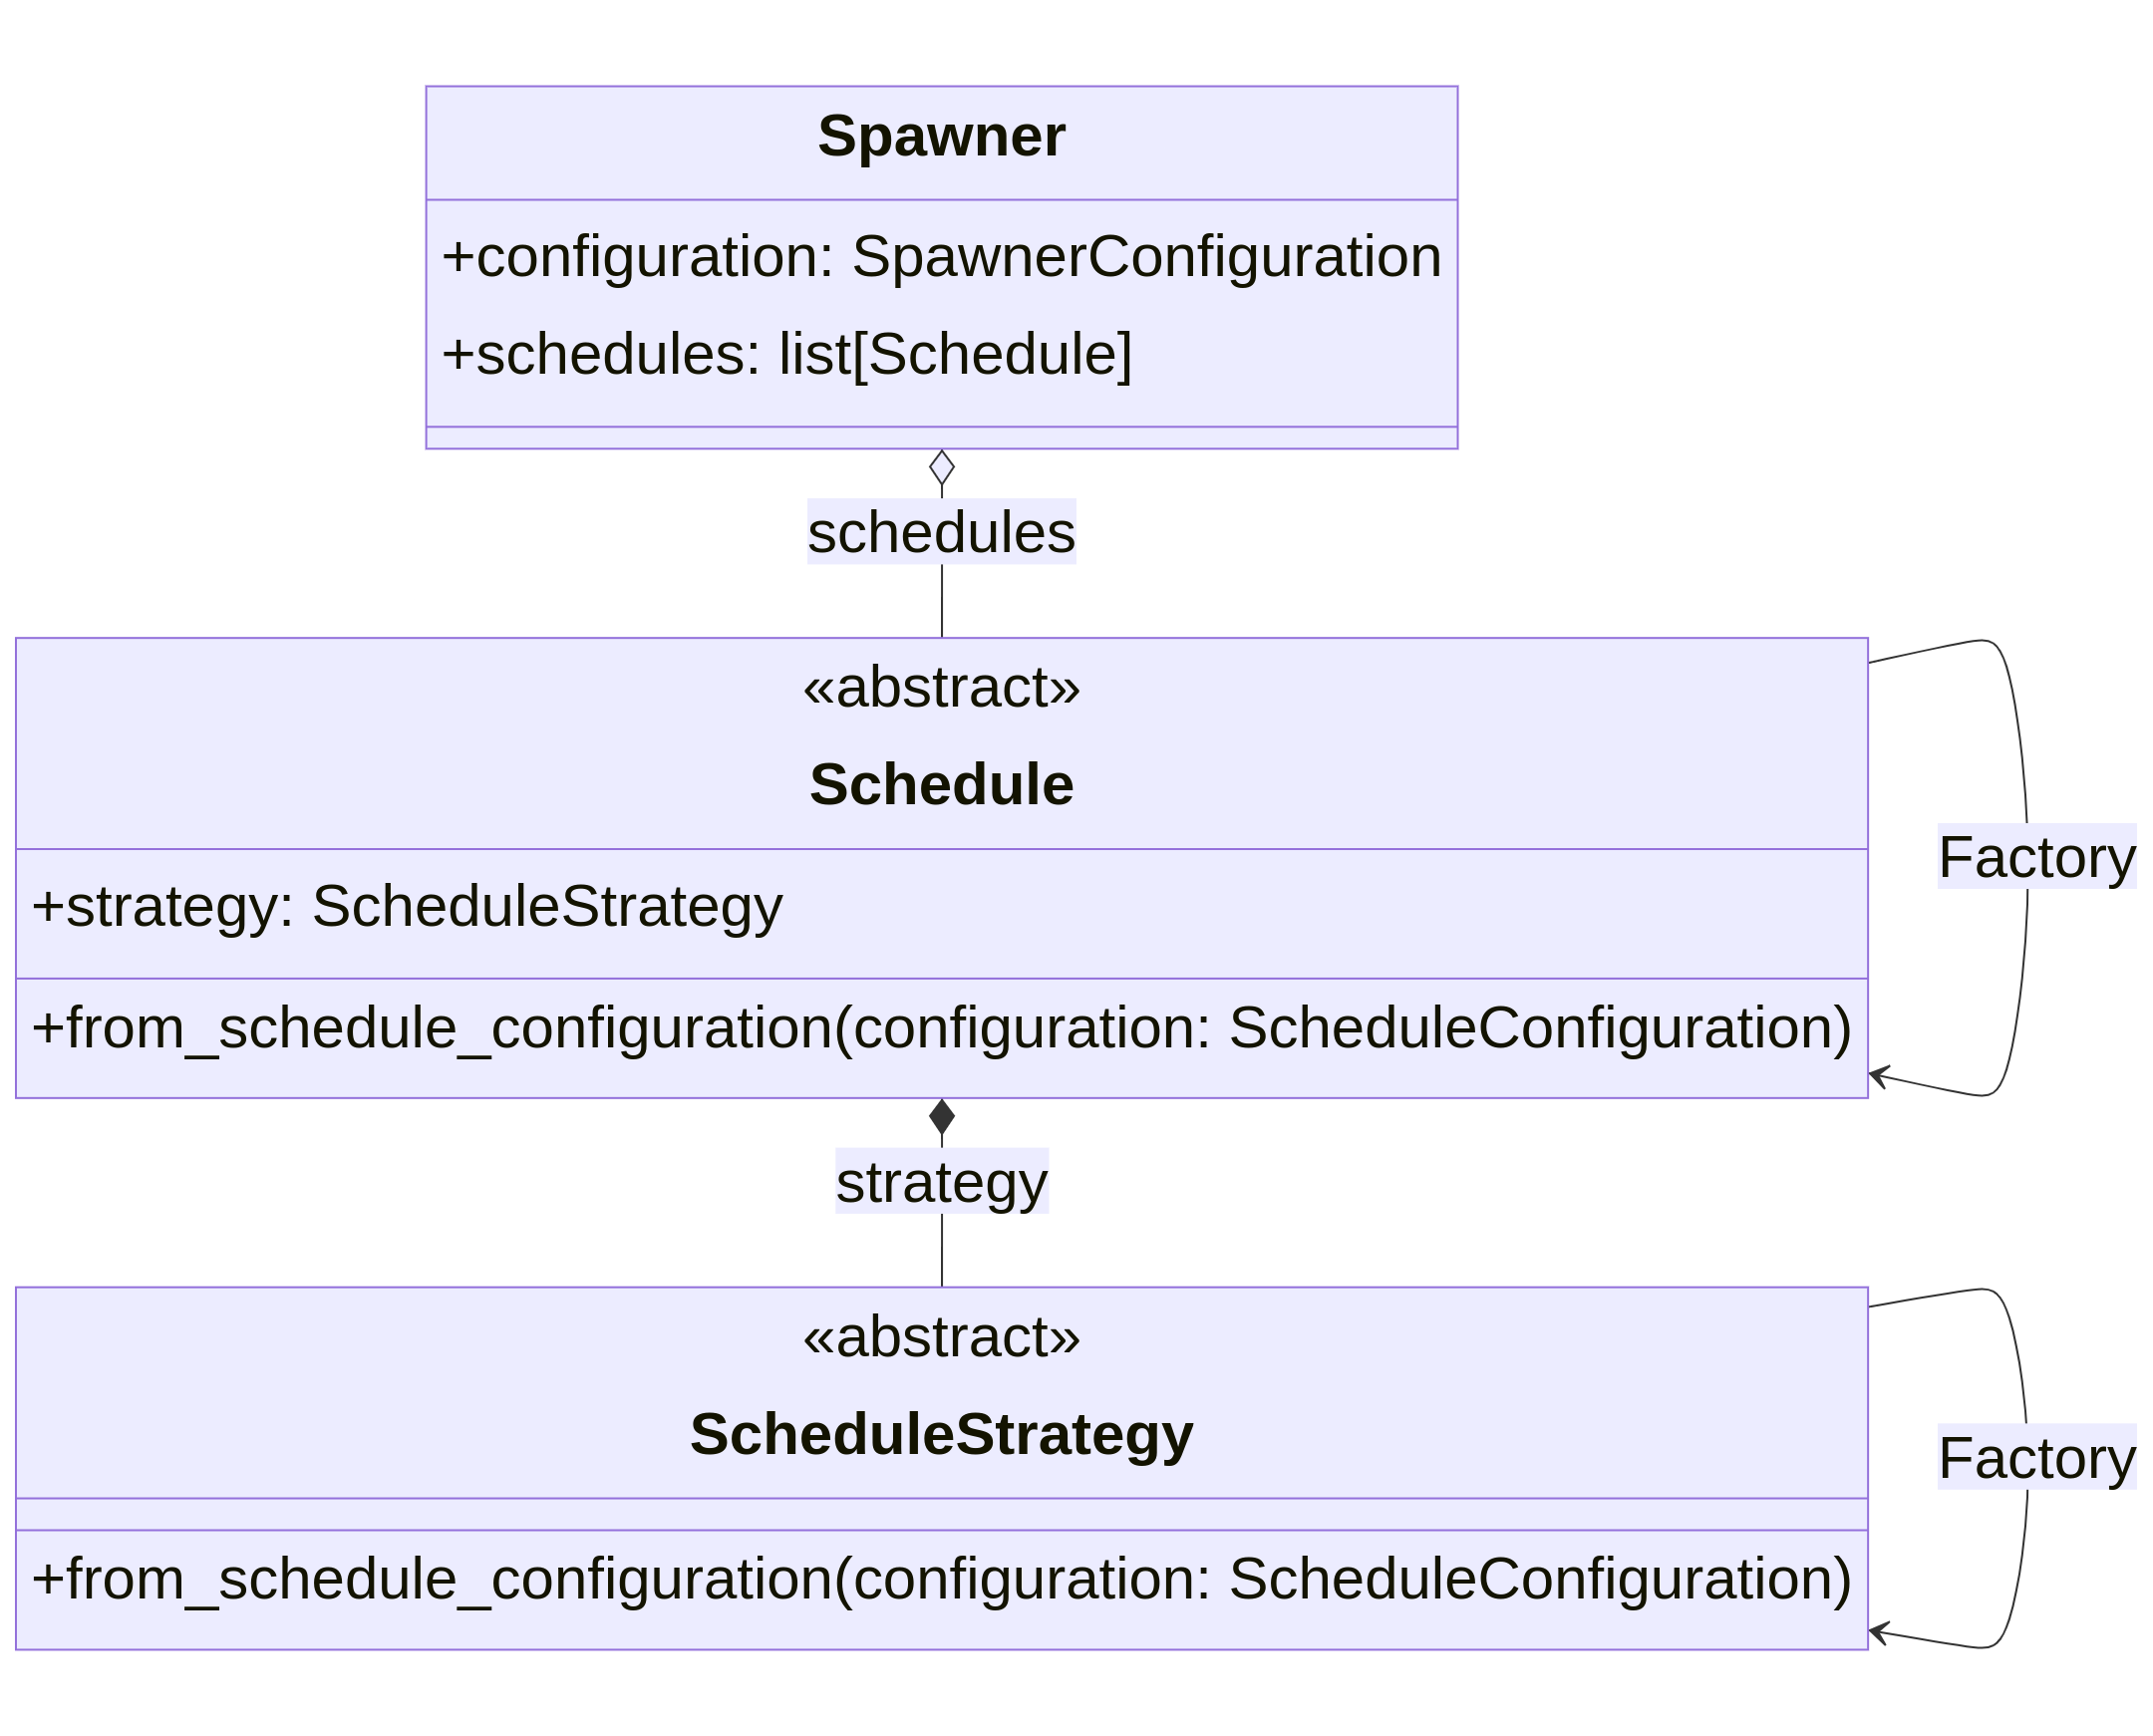 Spawner
+configuration: SpawnerConfiguration
+schedules: list[Schedule]
schedules
«abstract»
Schedule
+strategy: ScheduleStrategy
+from_schedule_configuration(configuration: ScheduleConfiguration)
Factory
strategy
«abstract»
ScheduleStrategy
+from_schedule_configuration(configuration: ScheduleConfiguration)
Factory